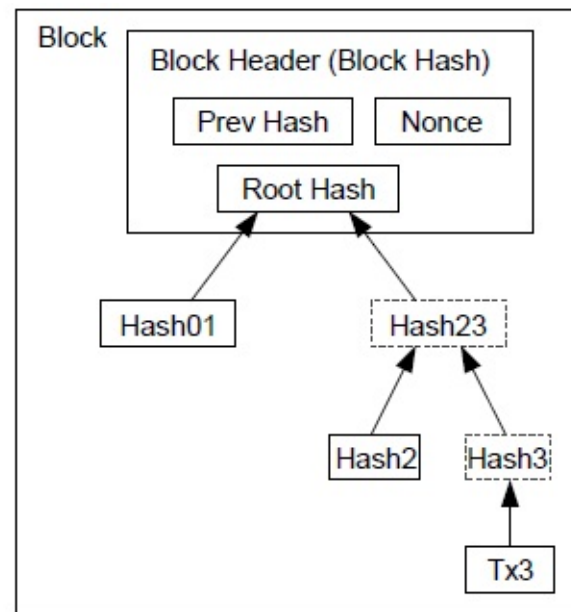 Block
Block Header (Block Hash)
Prev Hash
Nonce
Root Hash
Hash01
Hash23
Hash2
Hash3
Tx3